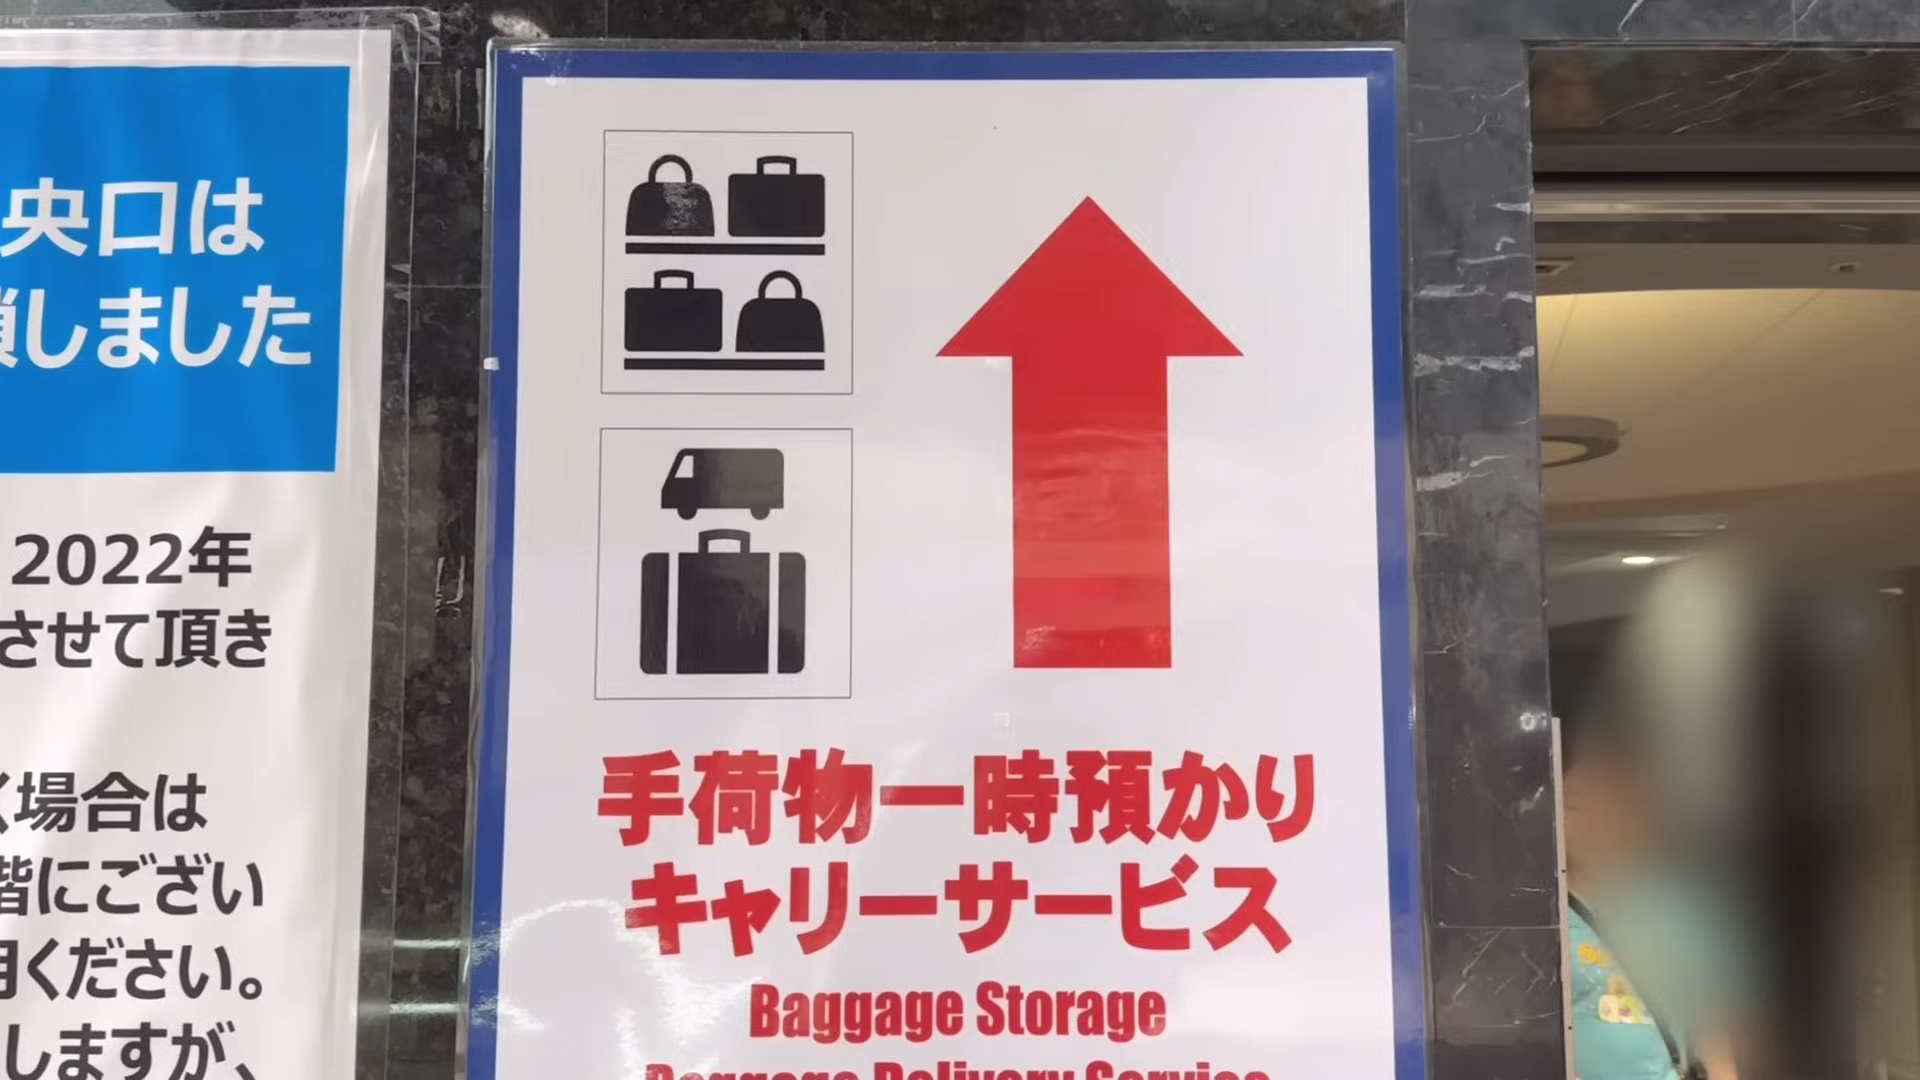 央口は
鎖しました
2022年
させて頂き
く場合は
階にござい
用ください。
しますが、
手荷物一時預かり
キャリーサービス
Baggage Storage
Baggage Delivery Service